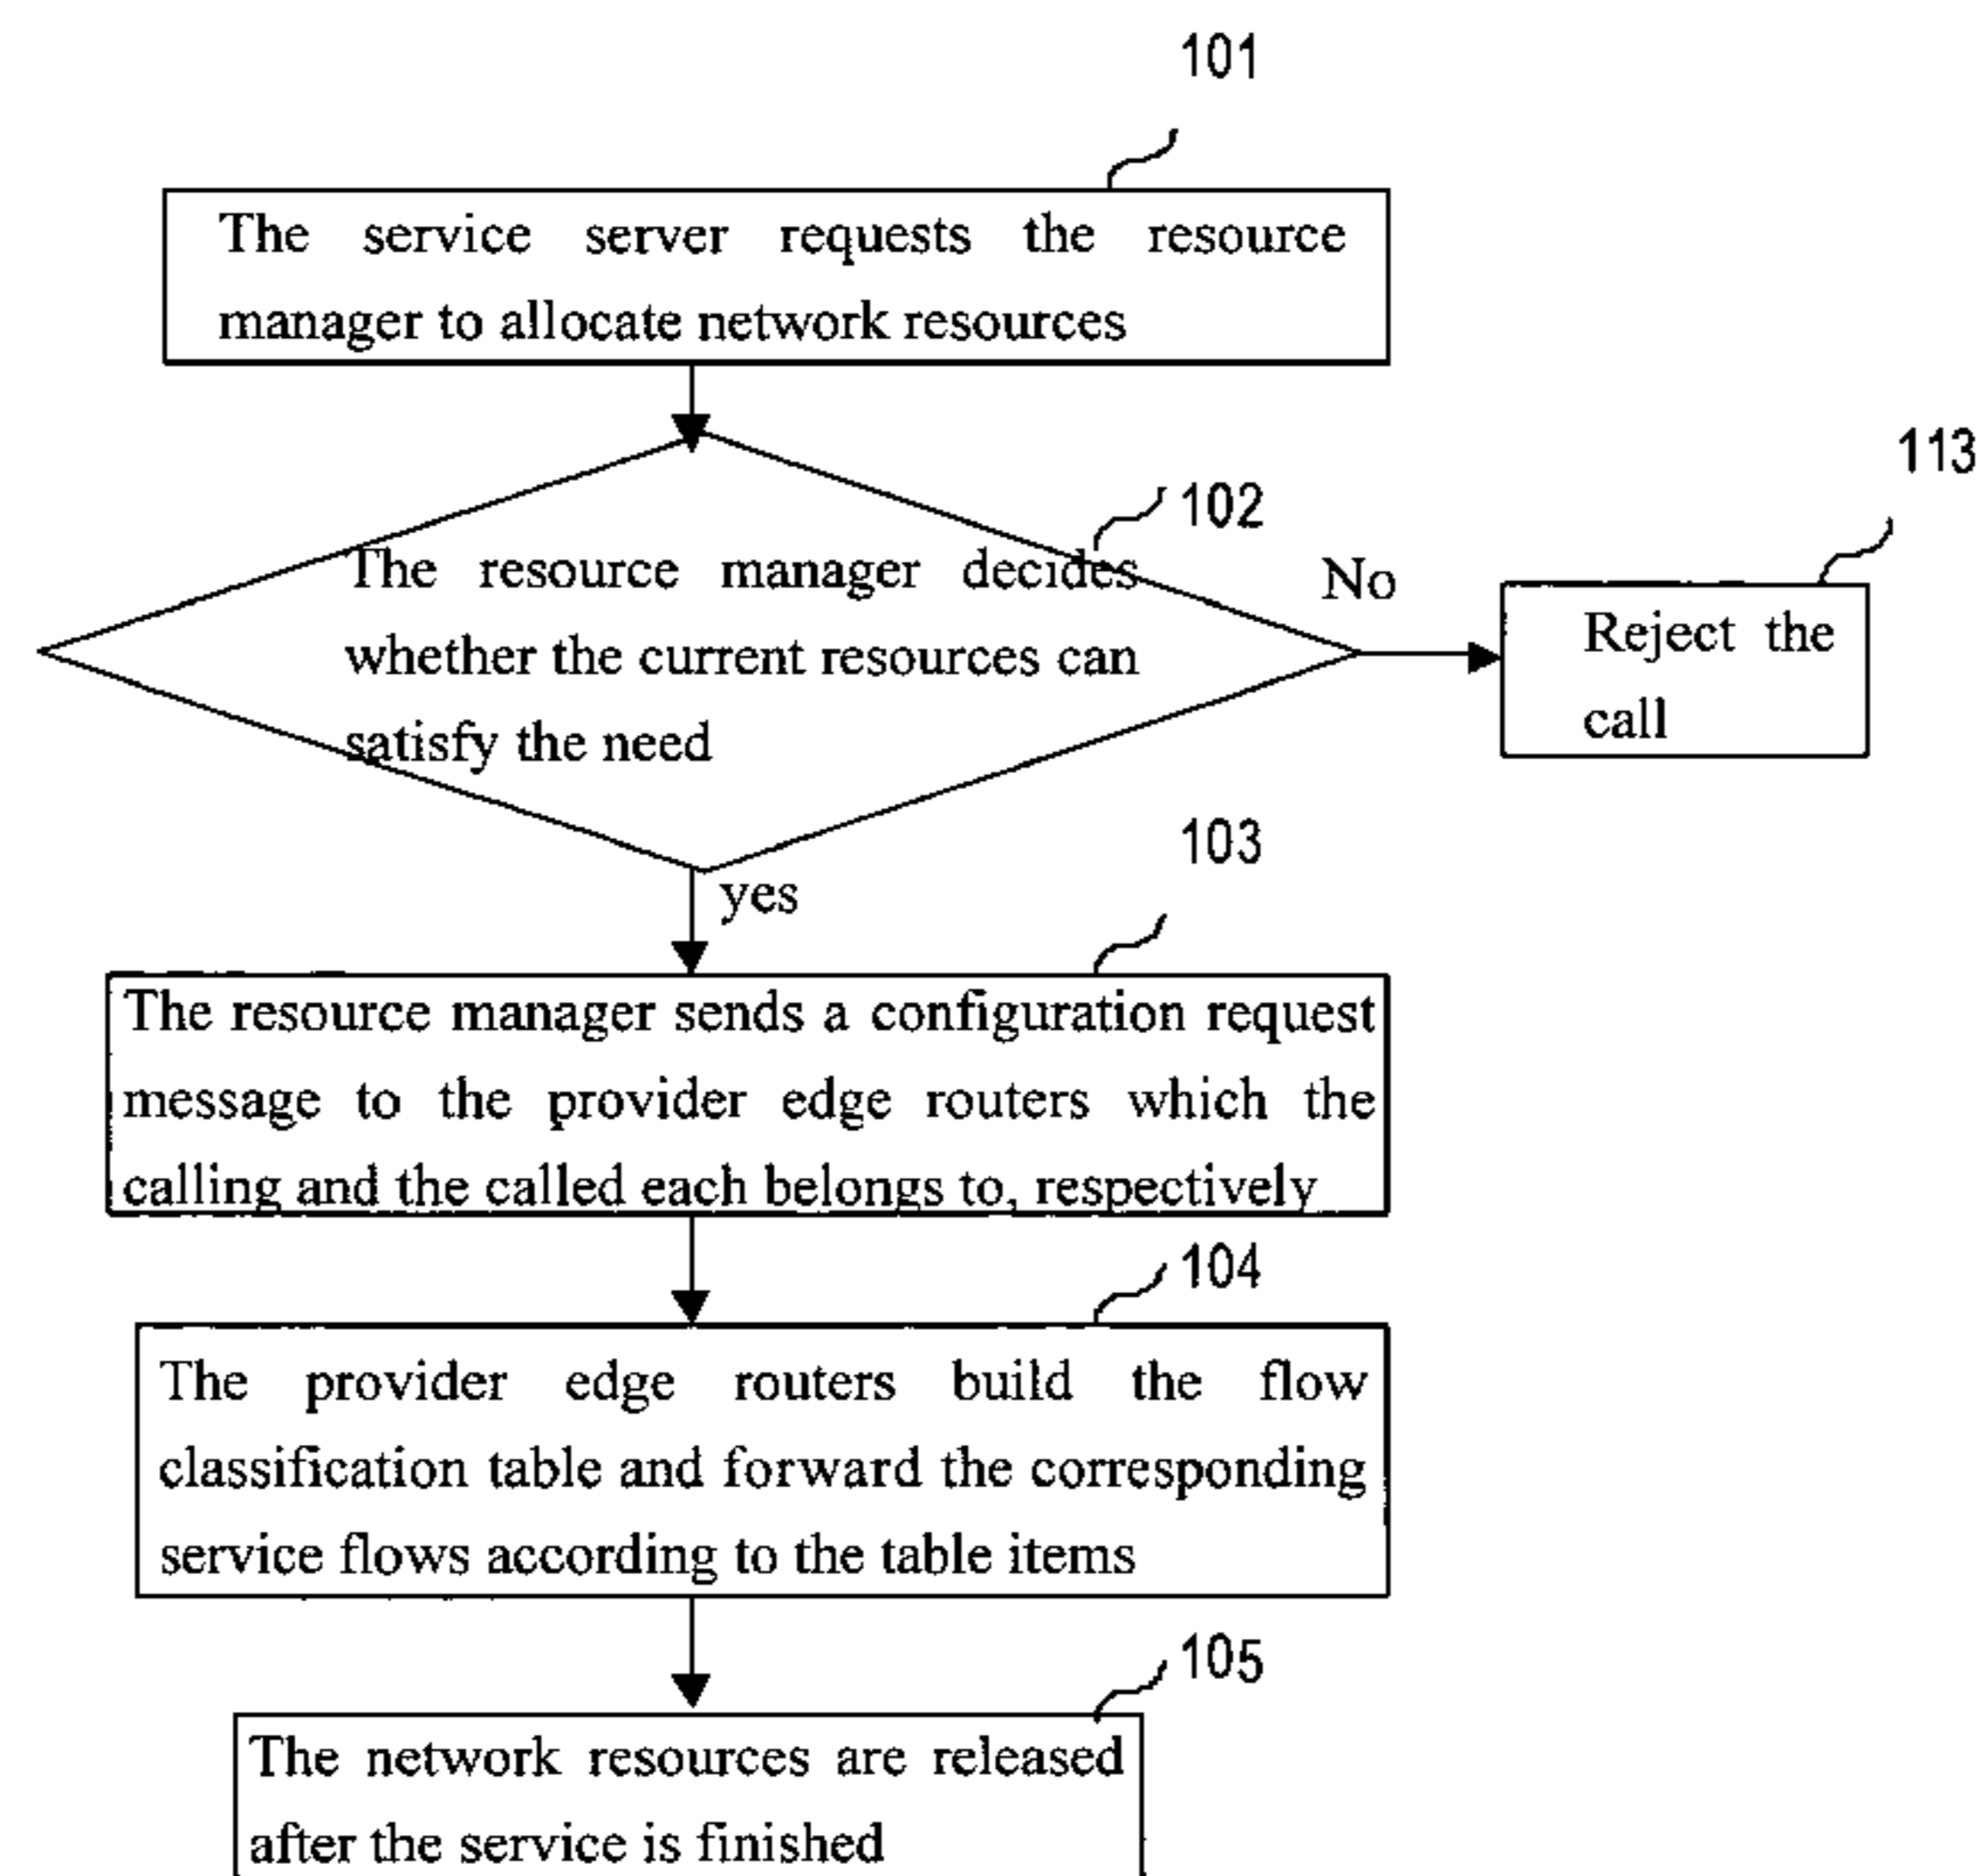 101
The service server requests the resource
manager to allocate network resources
102
The resource manager decides
whether the current resources can
satisfy the need
No
113
Reject the
call
yes
103
The resource manager sends a configuration request
message to the provider edge routers which the
calling and the called each belongs to, respectively
104
The provider edge routers build the flow
classification table and forward the corresponding
service flows according to the table items
105
The network resources are released
after the service is finished